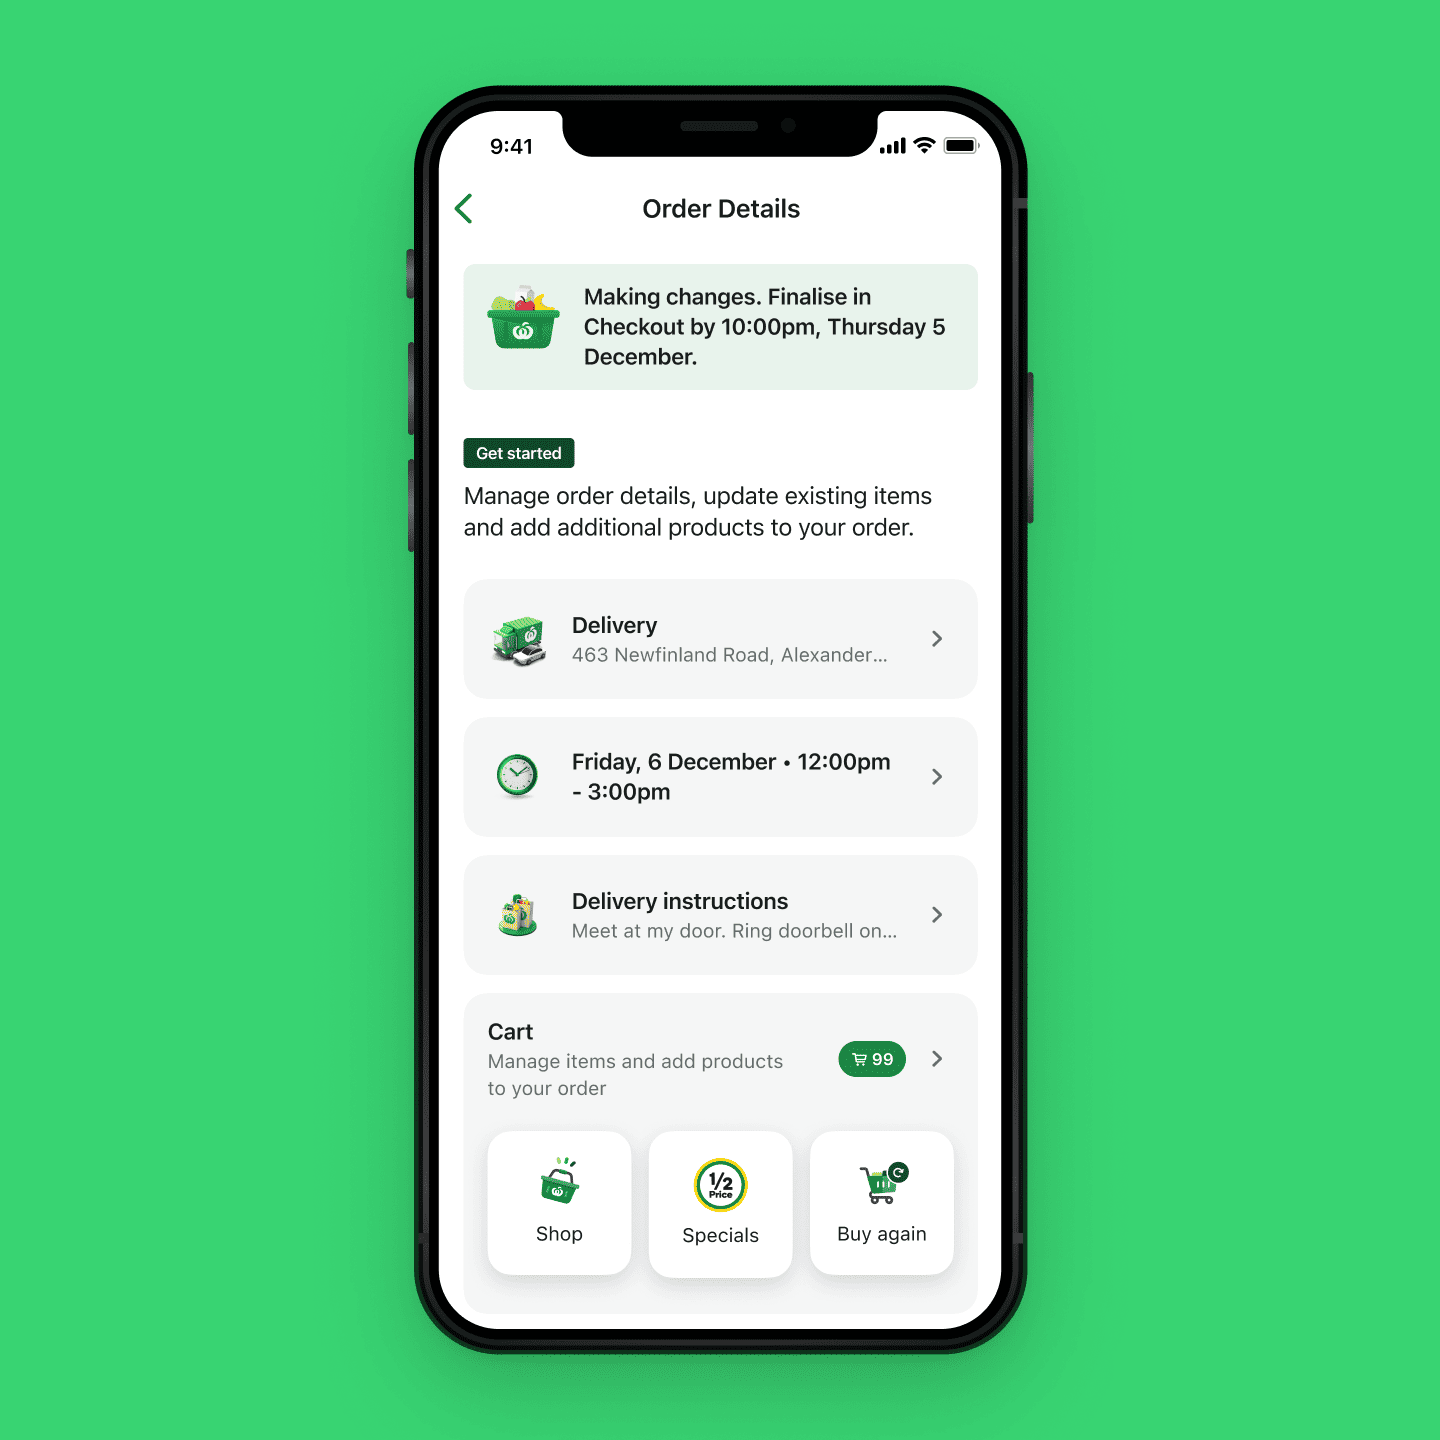 9:41
Order Details
Making changes. Finalise in
Checkout by 10:00pm, Thursday 5
December.
Get started
Manage order details, update existing items
and add additional products to your order.
Delivery
463 Newfinland Road, Alexander...
Friday, 6 December • 12:00pm
- 3:00pm
Delivery instructions
Meet at my door. Ring doorbell on...
Cart
Manage items and add products
to your order
99
Shop
1/2
Price
Specials
Buy again